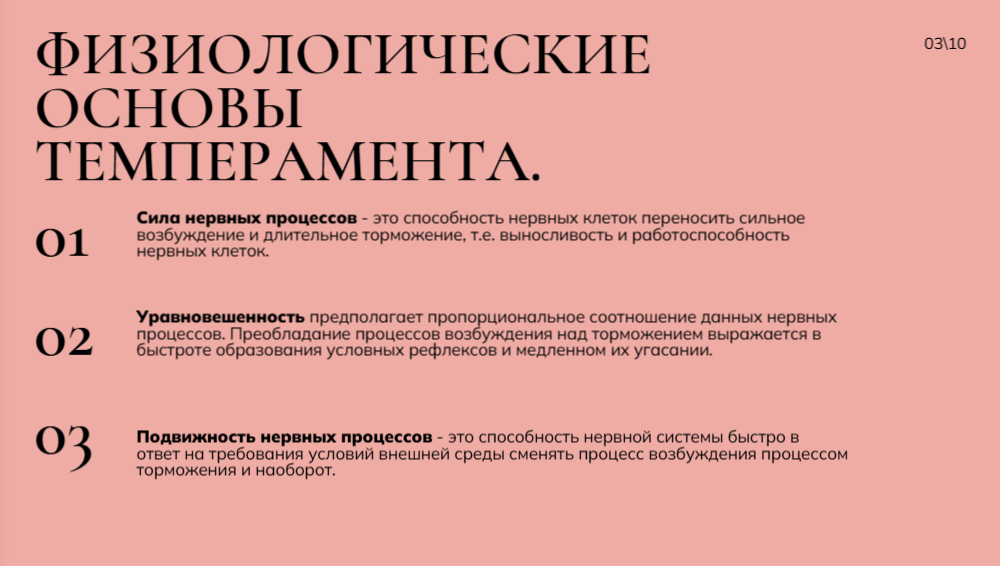 ФИЗИОЛОГИЧЕСКИЕ
ОСНОВЫ
ТЕМПЕРАМЕНТА.
03\10
01
Сила нервных процессов - это способность нервных клеток переносить сильное
возбуждение и длительное торможение, т.е. выносливость и работоспособность
нервных клеток.
02
Уравновешенность предполагает пропорциональное соотношение данных нервных
процессов. Преобладание процессов возбуждения над торможением выражается в
быстроте образования условных рефлексов и медленном их угасании.
03
Подвижность нервных процессов - это способность нервной системы быстро в
ответ на требования условий внешней среды сменять процесс возбуждения процессом
торможения и наоборот.